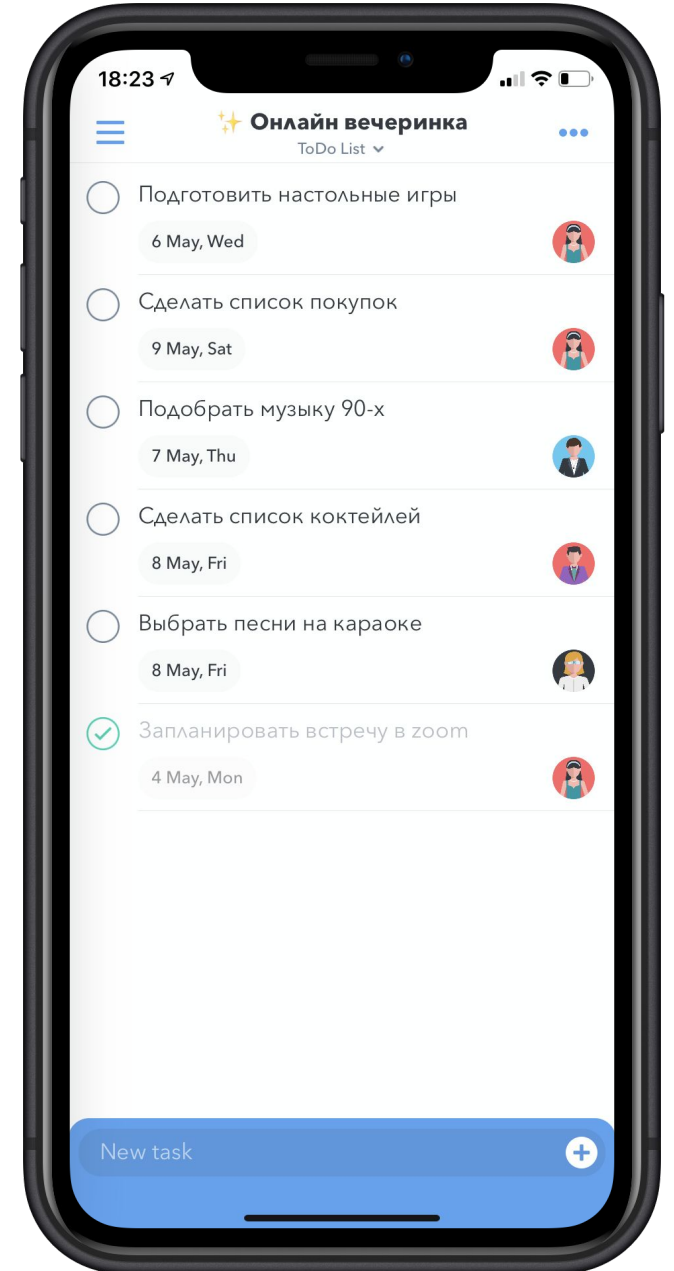 18:23
✨ Онлайн вечеринка
ToDo List
Подготовить настольные игры
6 May, Wed
Сделать список покупок
9 May, Sat
Подобрать музыку 90-х
7 May, Thu
Сделать список коктейлей
8 May, Fri
Выбрать песни на караоке
8 May, Fri
Запланировать встречу в zoom
4 May, Mon
New task